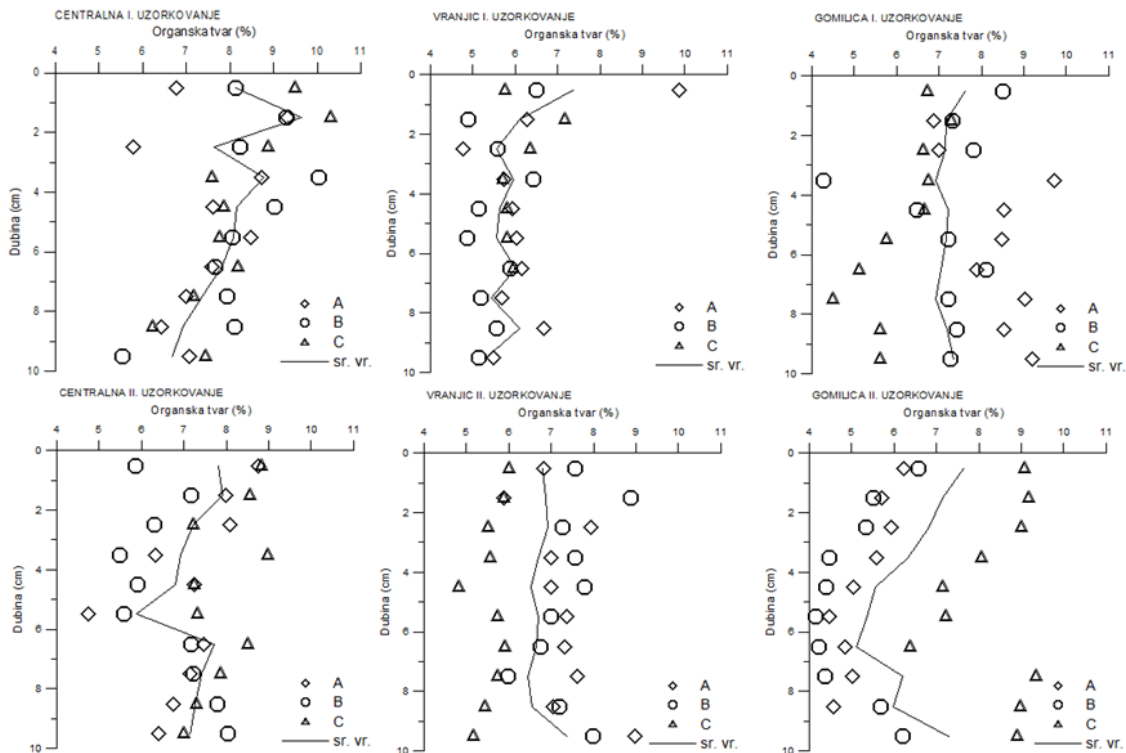 CENTRALNA I. UZORKOVANJE
Organska tvar (%)
4 5 6 7 8 9 10 11
0
2
4
6
8
10
Dubina (cm)
A
B
C
sr. vr.
VRANJIC I. UZORKOVANJE
Organska tvar (%)
4 5 6 7 8 9 10 11
0
2
4
6
8
10
Dubina (cm)
A
B
C
sr. vr.
GOMILICA I. UZORKOVANJE
Organska tvar (%)
4 5 6 7 8 9 10 11
0
2
4
6
8
10
Dubina (cm)
A
B
C
sr. vr.
CENTRALNA II. UZORKOVANJE
Organska tvar (%)
4 5 6 7 8 9 10 11
0
2
4
6
8
10
Dubina (cm)
A
B
C
sr. vr.
VRANJIC II. UZORKOVANJE
Organska tvar (%)
4 5 6 7 8 9 10 11
0
2
4
6
8
10
Dubina (cm)
A
B
C
sr. vr.
GOMILICA II. UZORKOVANJE
Organska tvar (%)
4 5 6 7 8 9 10 11
0
2
4
6
8
10
Dubina (cm)
A
B
C
sr. vr.